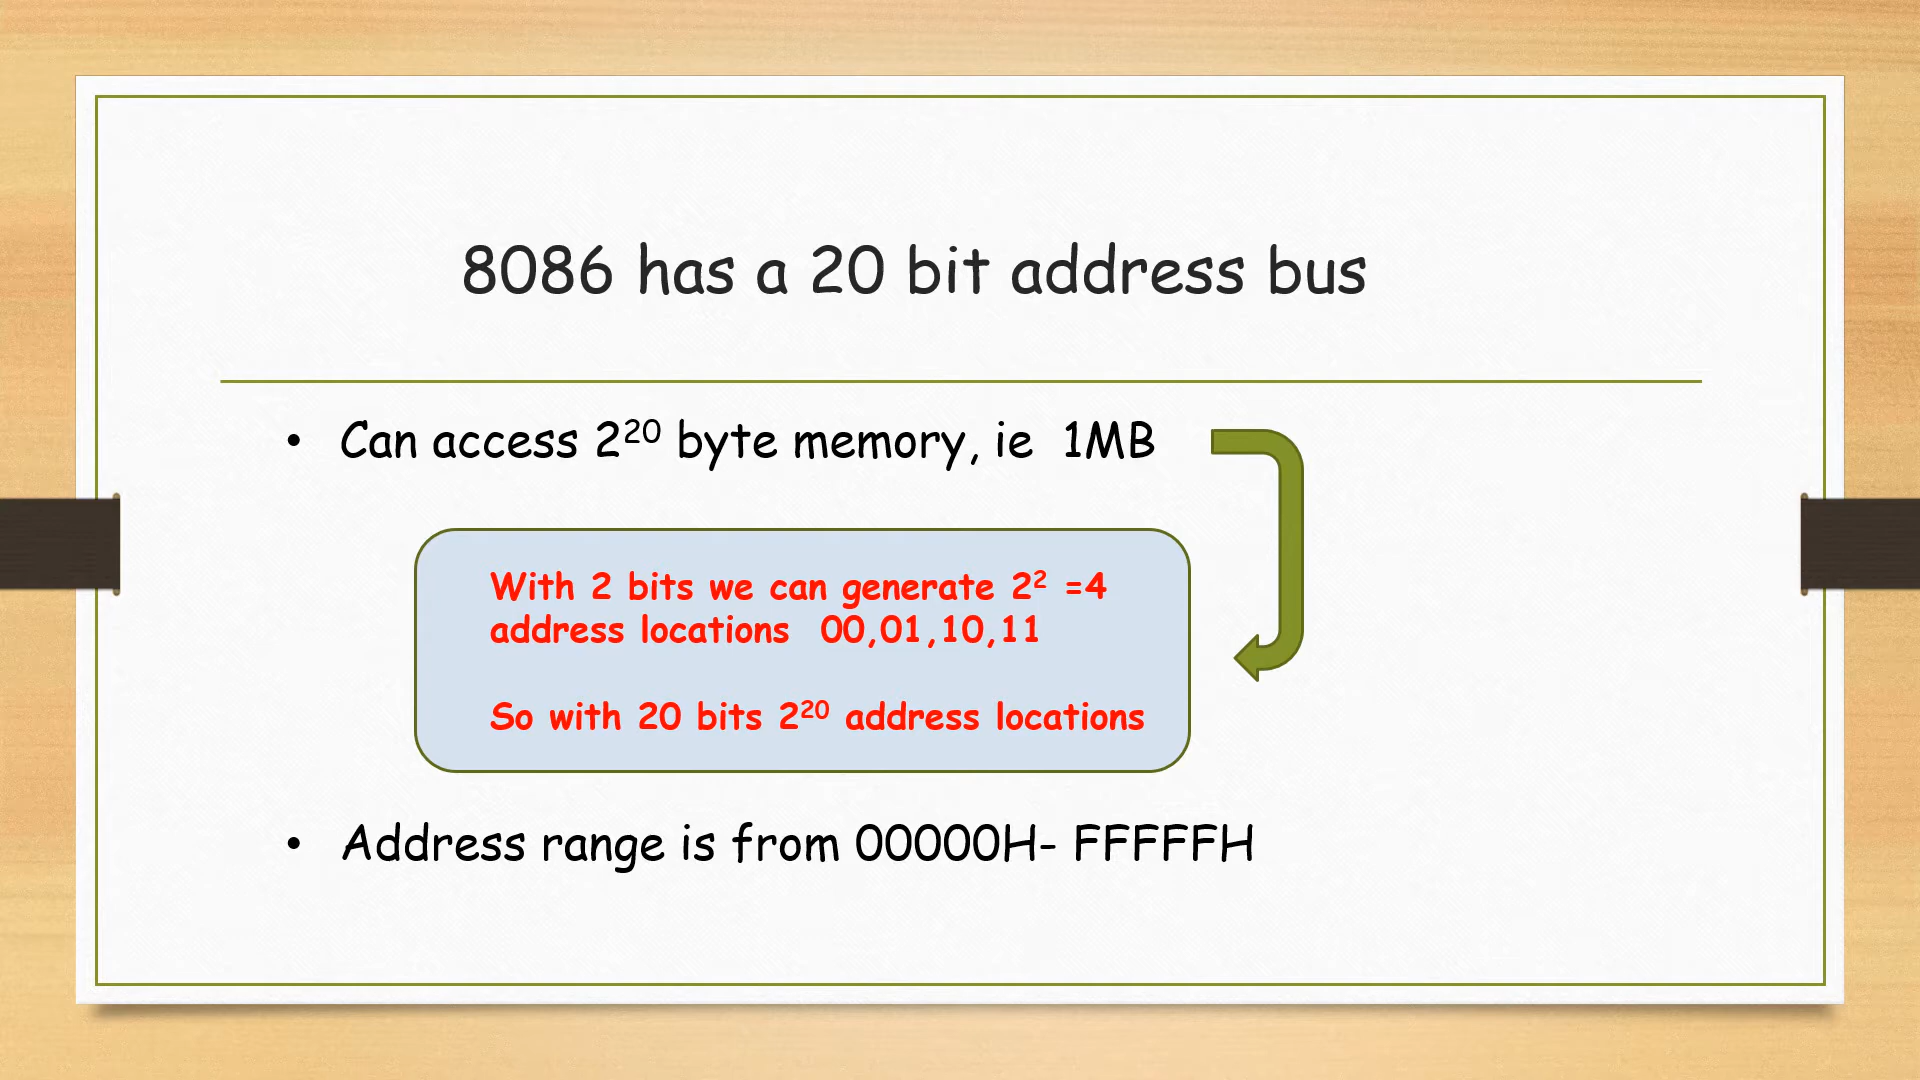 8086 has a 20 bit address bus
• Can access 2²⁰ byte memory, ie 1MB
With 2 bits we can generate 2² =4
address locations 00,01,10,11
So with 20 bits 2²⁰ address locations
• Address range is from 00000H- FFFFFH